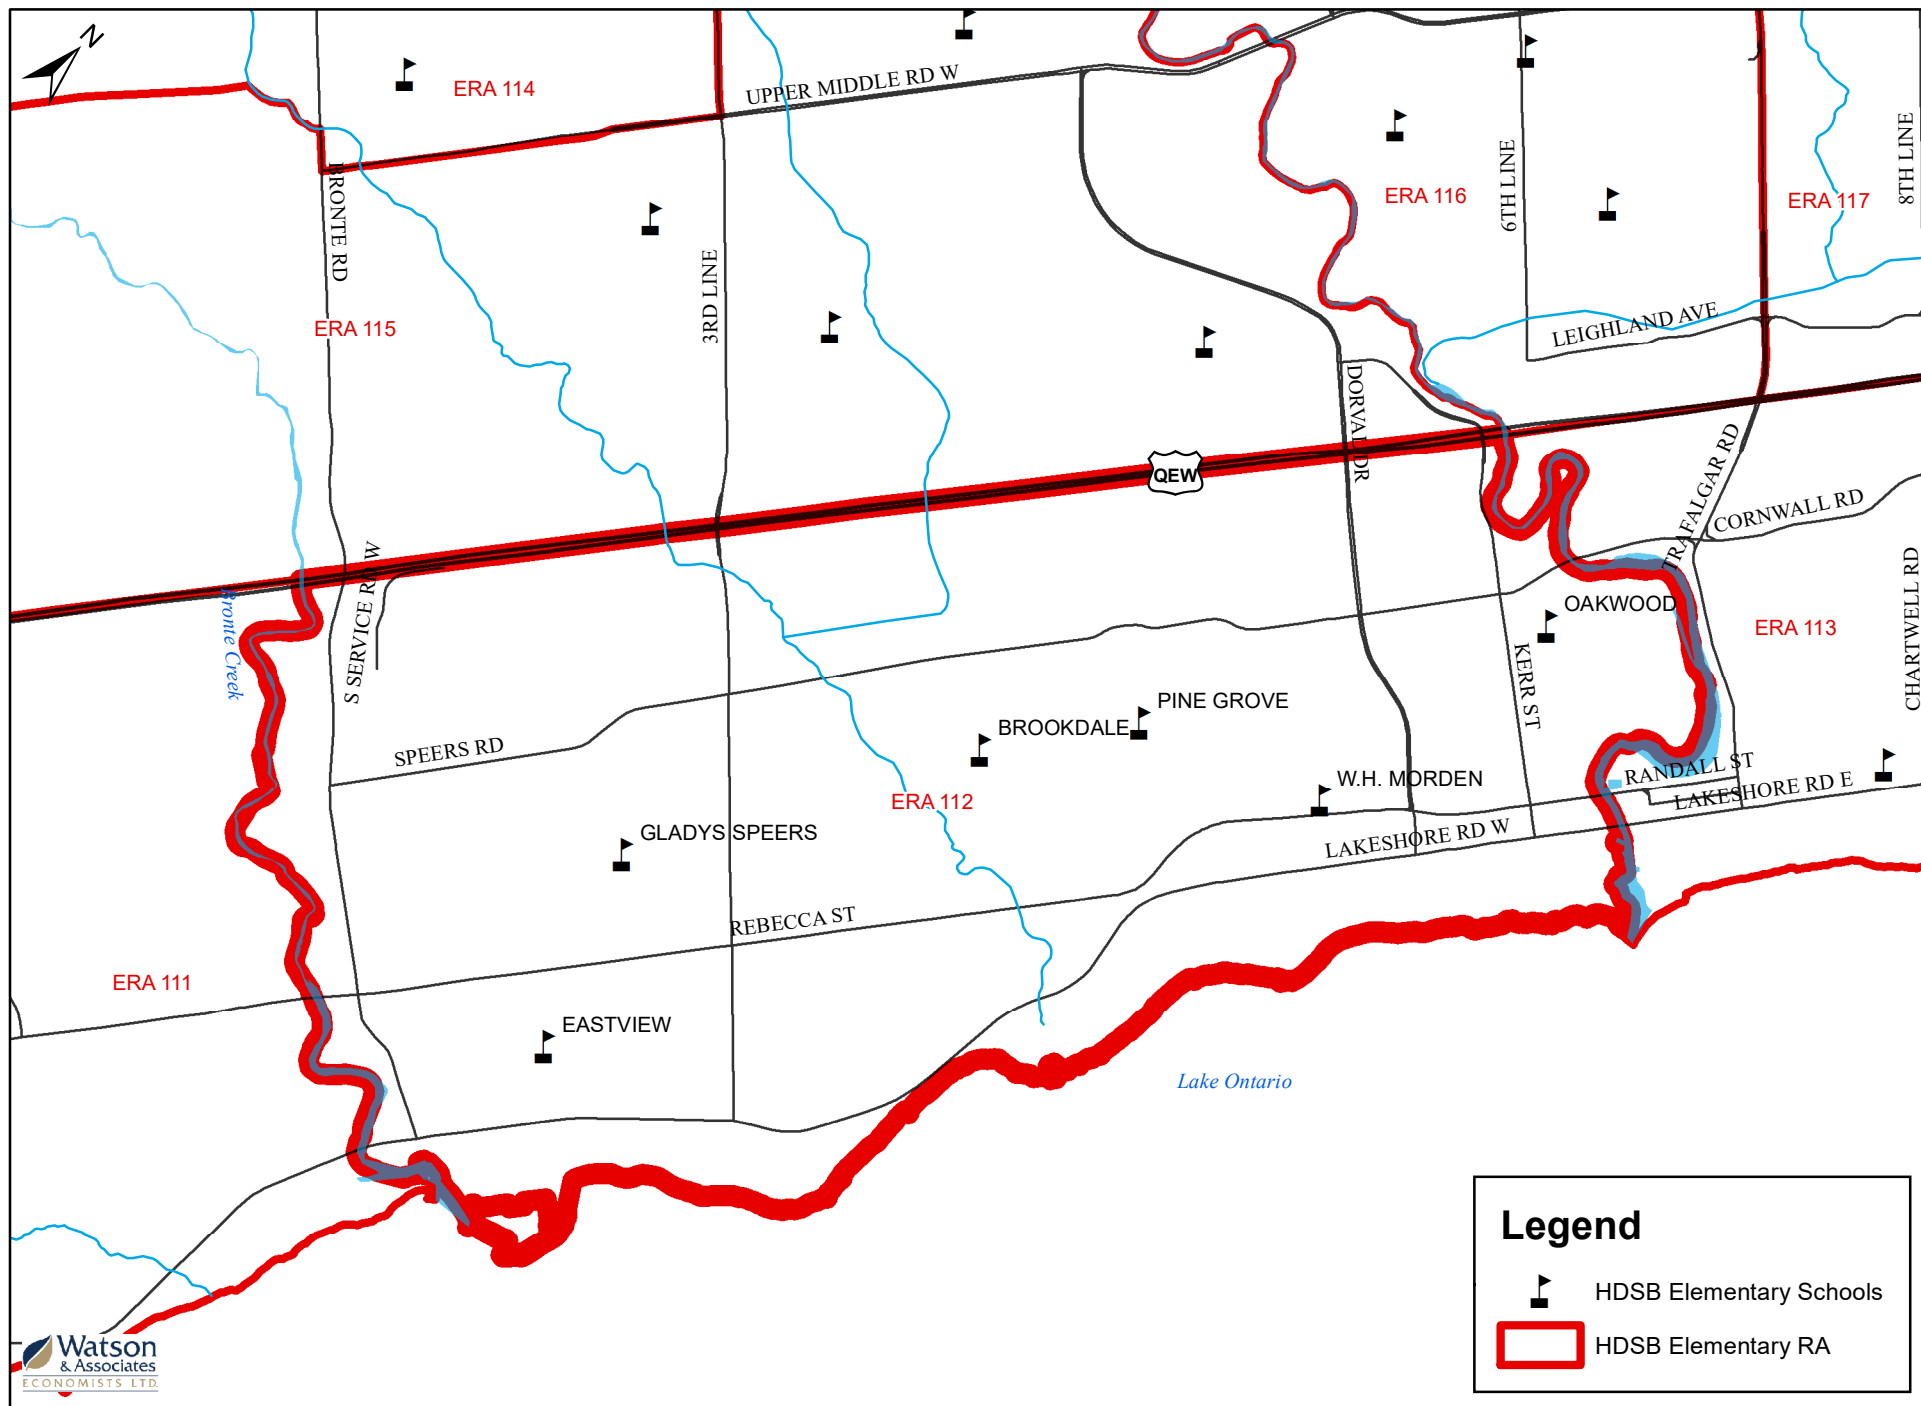 N
ERA 114
UPPER MIDDLE RD W
ERA 116
6TH LINE
ERA 117
8TH LINE
BRONTE RD
ERA 115
3RD LINE
LEIGHLAND AVE
DORVAL DR
QEW
TRAFALGAR RD
CORNWALL RD
CHARTWELL RD
S SERVICE RD W
Bronte Creek
OAKWOOD
ERA 113
KERR ST
PINE GROVE
BROOKDALE
SPEERS RD
W.H. MORDEN
RANDALL ST
LAKESHORE RD E
ERA 112
GLADYS SPEERS
LAKESHORE RD W
REBECCA ST
ERA 111
EASTVIEW
Lake Ontario
Legend
HDSB Elementary Schools
HDSB Elementary RA
Watson
& Associates
ECONOMISTS LTD.